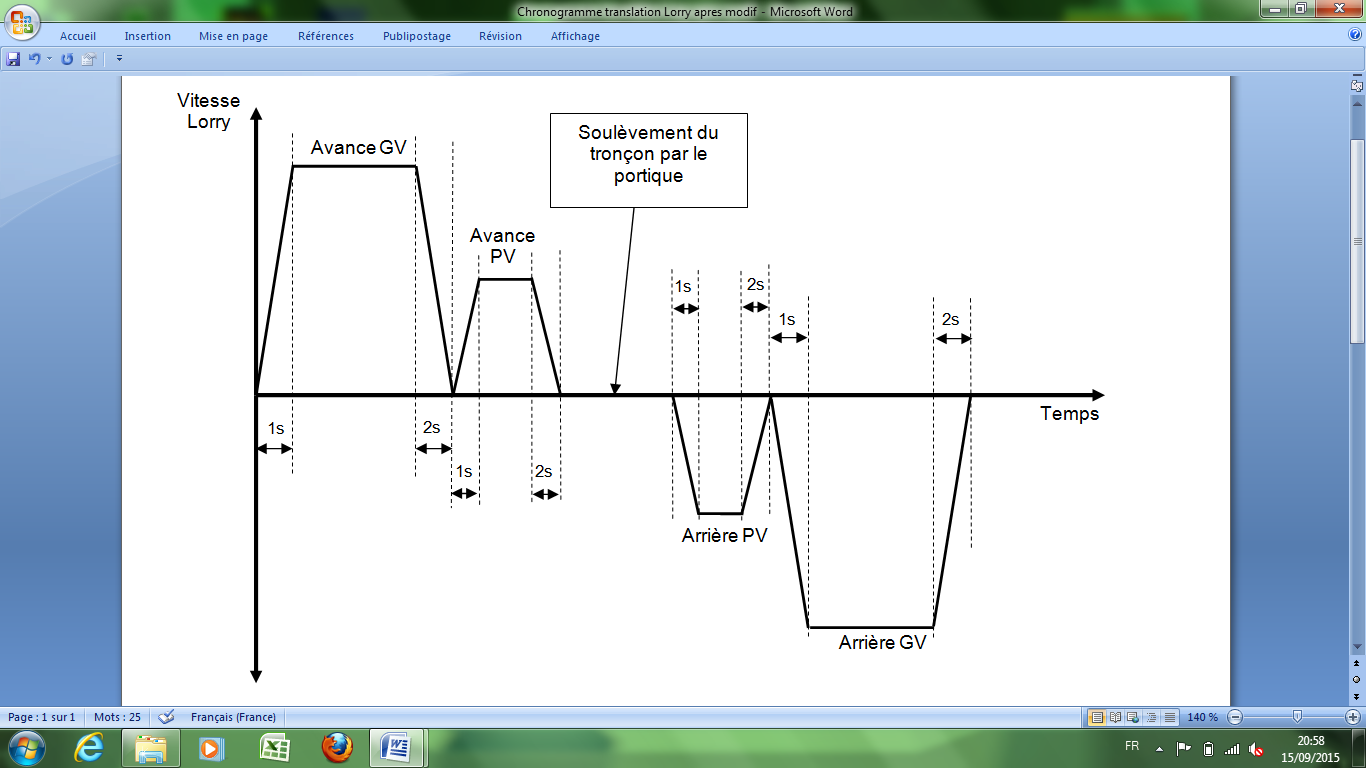 Chronogramme translation Lorry apres modif - Microsoft Word
Accueil Insertion Mise en page Références Publipostage Révision Affichage
Vitesse
Lorry
Avance GV
Soulèvement du
tronçon par le
portique
Avance
PV
1s
2s
1s
2s
Temps
1s
2s
1s
2s
Arrière PV
Arrière GV
Page : 1 sur 1 Mots : 25 Français (France) 140 %
FR
20:58
15/09/2015